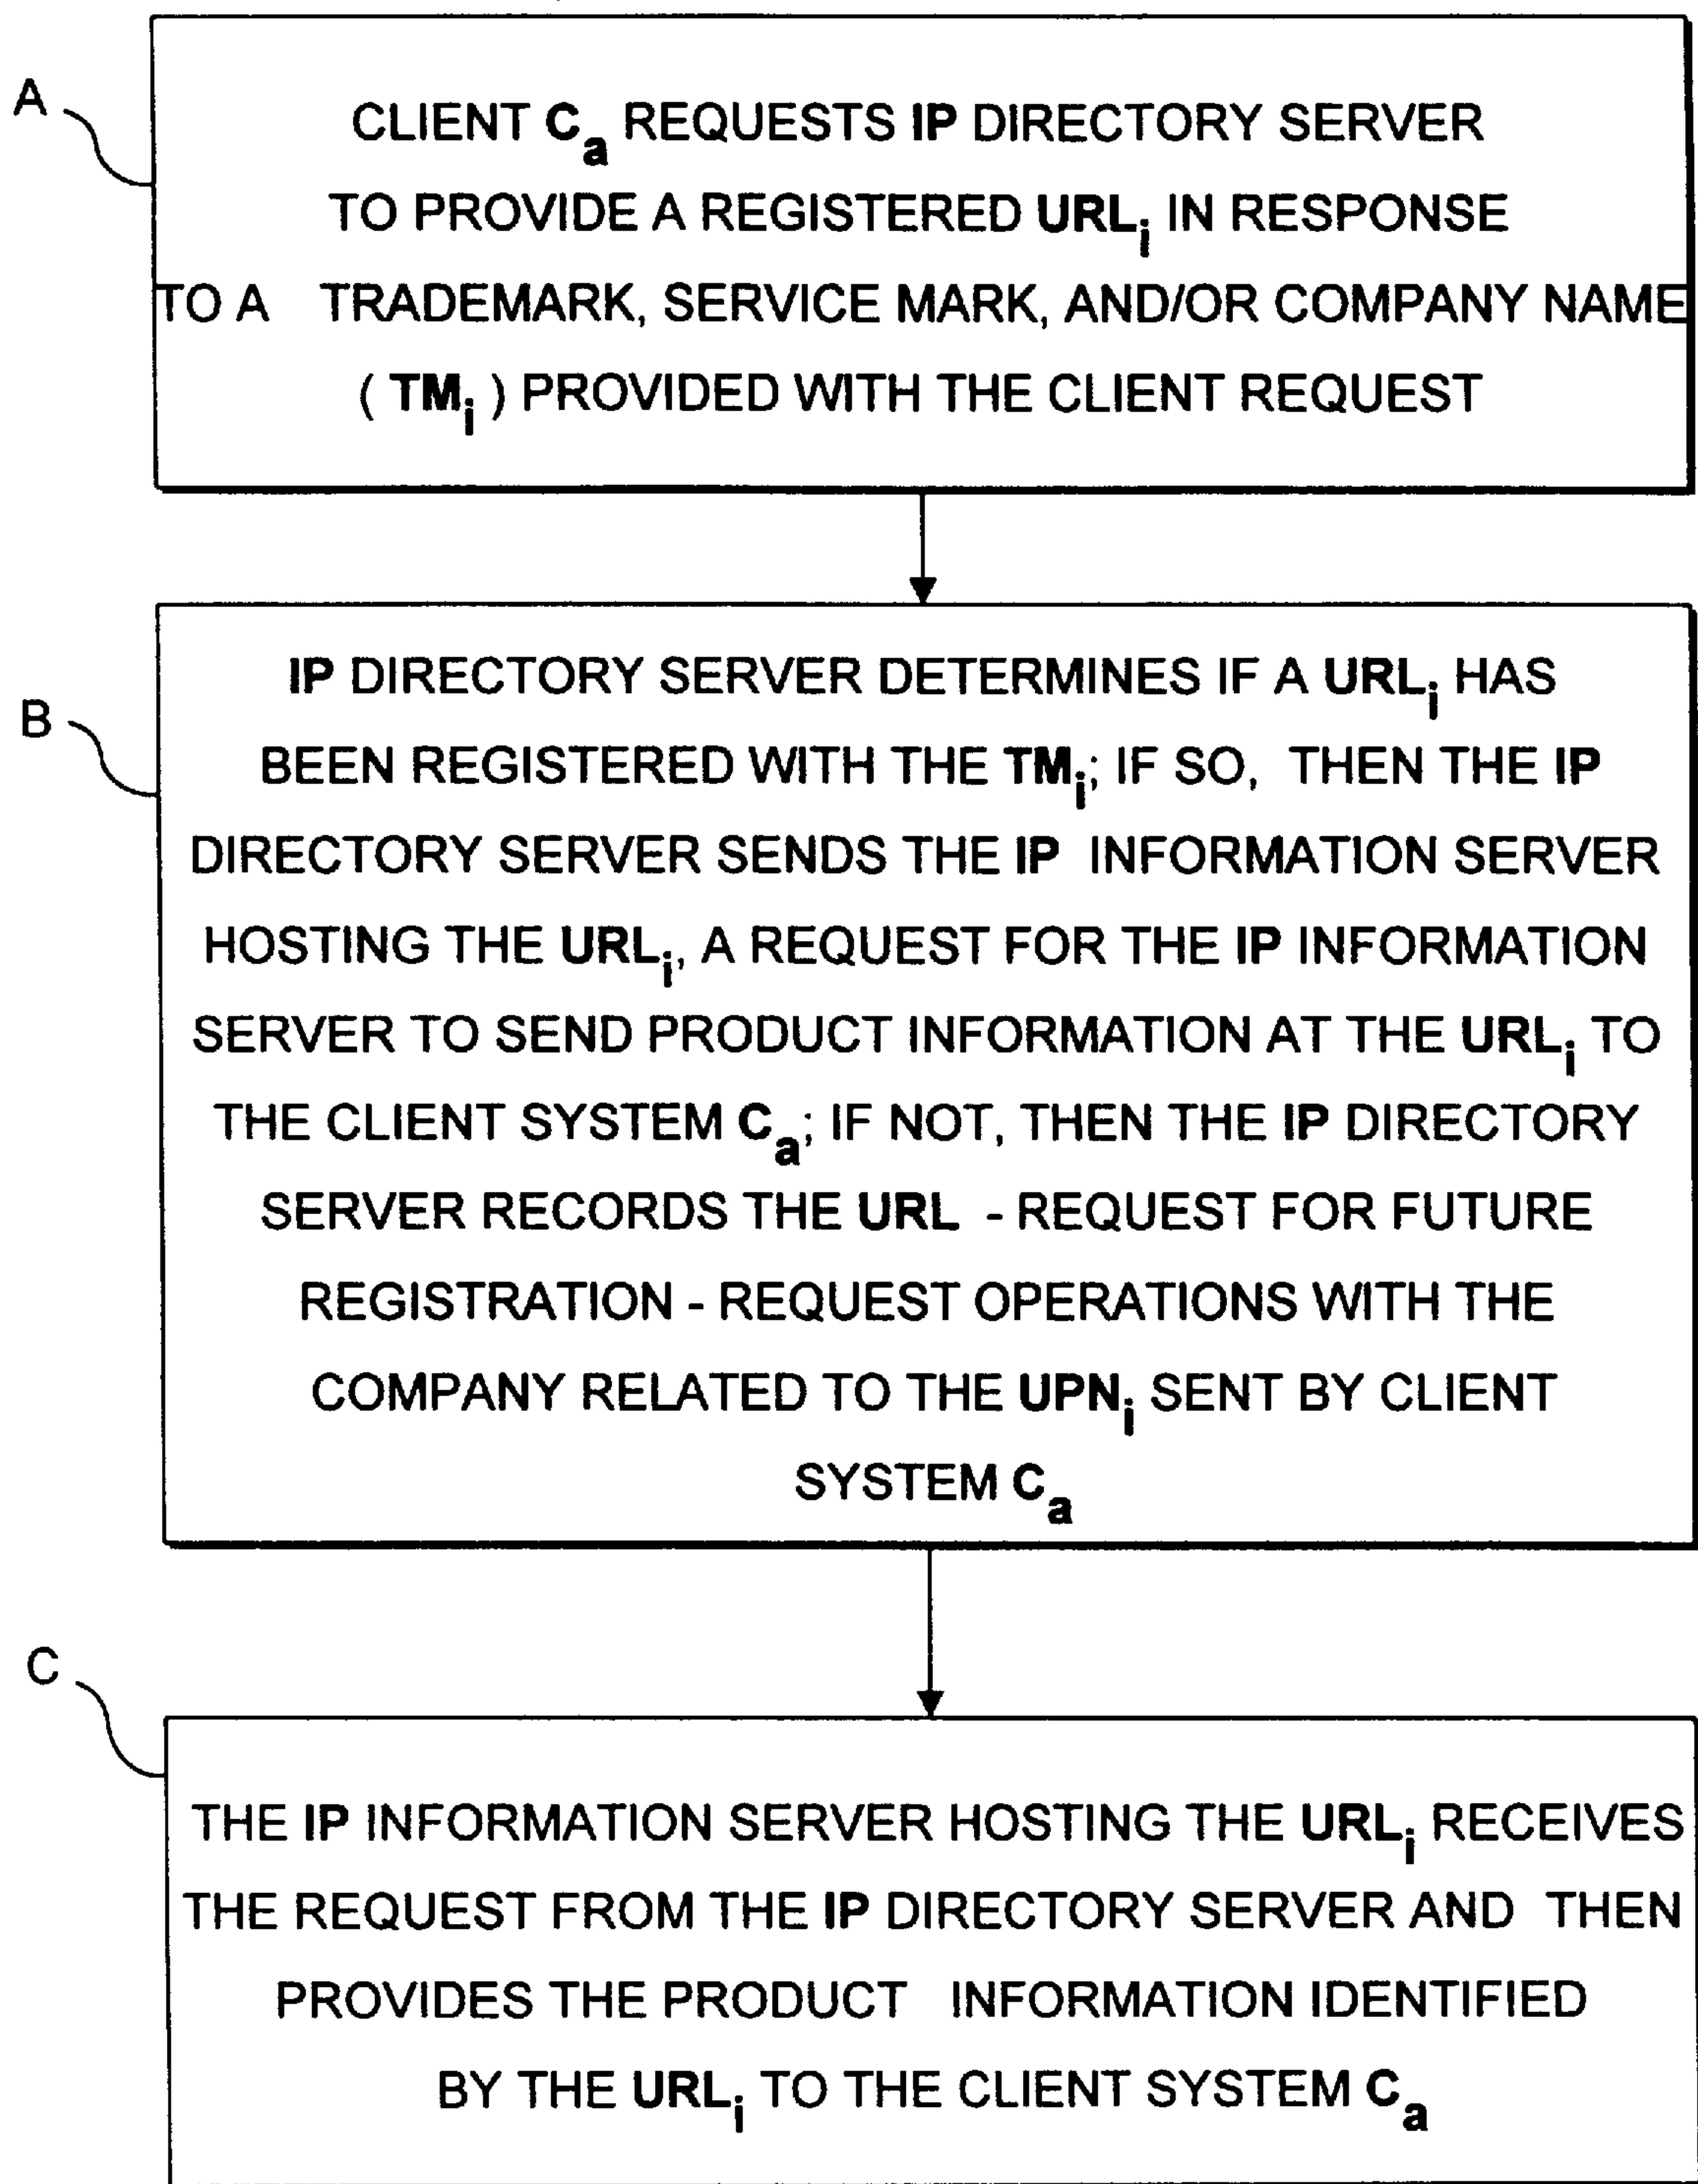 A
CLIENT Ca REQUESTS IP DIRECTORY SERVER
TO PROVIDE A REGISTERED URLi IN RESPONSE
TO A TRADEMARK, SERVICE MARK, AND/OR COMPANY NAME
( TMi ) PROVIDED WITH THE CLIENT REQUEST
B
IP DIRECTORY SERVER DETERMINES IF A URLi HAS
BEEN REGISTERED WITH THE TMi; IF SO, THEN THE IP
DIRECTORY SERVER SENDS THE IP INFORMATION SERVER
HOSTING THE URLi, A REQUEST FOR THE IP INFORMATION
SERVER TO SEND PRODUCT INFORMATION AT THE URLi TO
THE CLIENT SYSTEM Ca; IF NOT, THEN THE IP DIRECTORY
SERVER RECORDS THE URL - REQUEST FOR FUTURE
REGISTRATION - REQUEST OPERATIONS WITH THE
COMPANY RELATED TO THE UPNi SENT BY CLIENT
SYSTEM Ca
C
THE IP INFORMATION SERVER HOSTING THE URLi RECEIVES
THE REQUEST FROM THE IP DIRECTORY SERVER AND THEN
PROVIDES THE PRODUCT INFORMATION IDENTIFIED
BY THE URLi TO THE CLIENT SYSTEM Ca